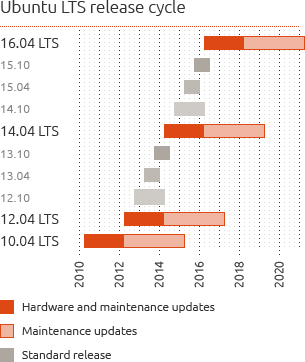 Ubuntu LTS release cycle
16.04 LTS
15.10
15.04
14.10
14.04 LTS
13.10
13.04
12.10
12.04 LTS
10.04 LTS
2010
2012
2014
2016
2018
2020
Hardware and maintenance updates
Maintenance updates
Standard release